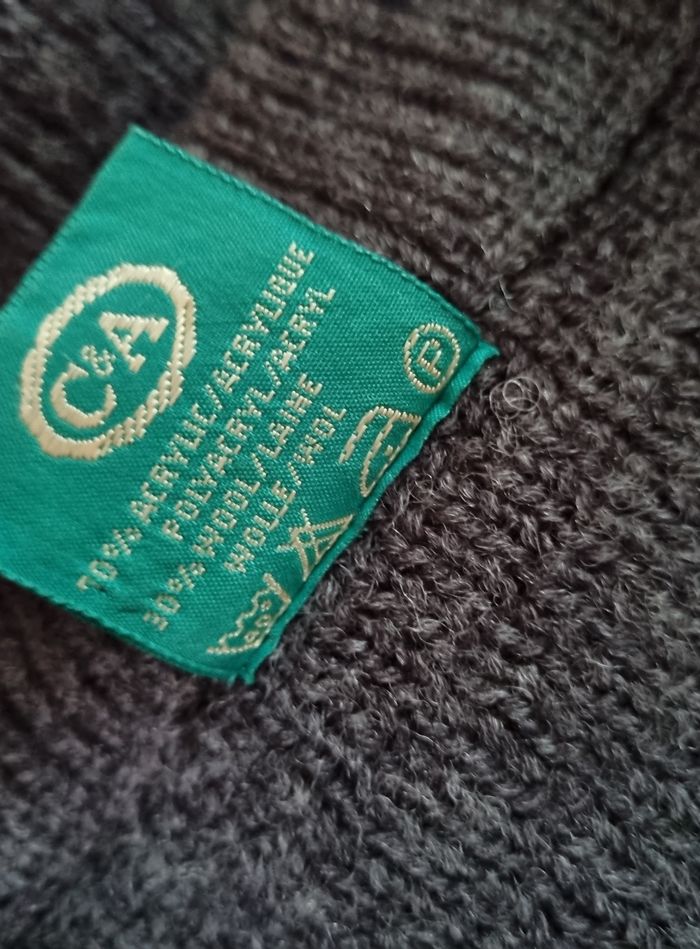 C&A
70% ACRYLIC/ACRYLIQUE
POLYACRYL/ACRYL
30% WOOL/LAINE
WOLLE/WOL
P